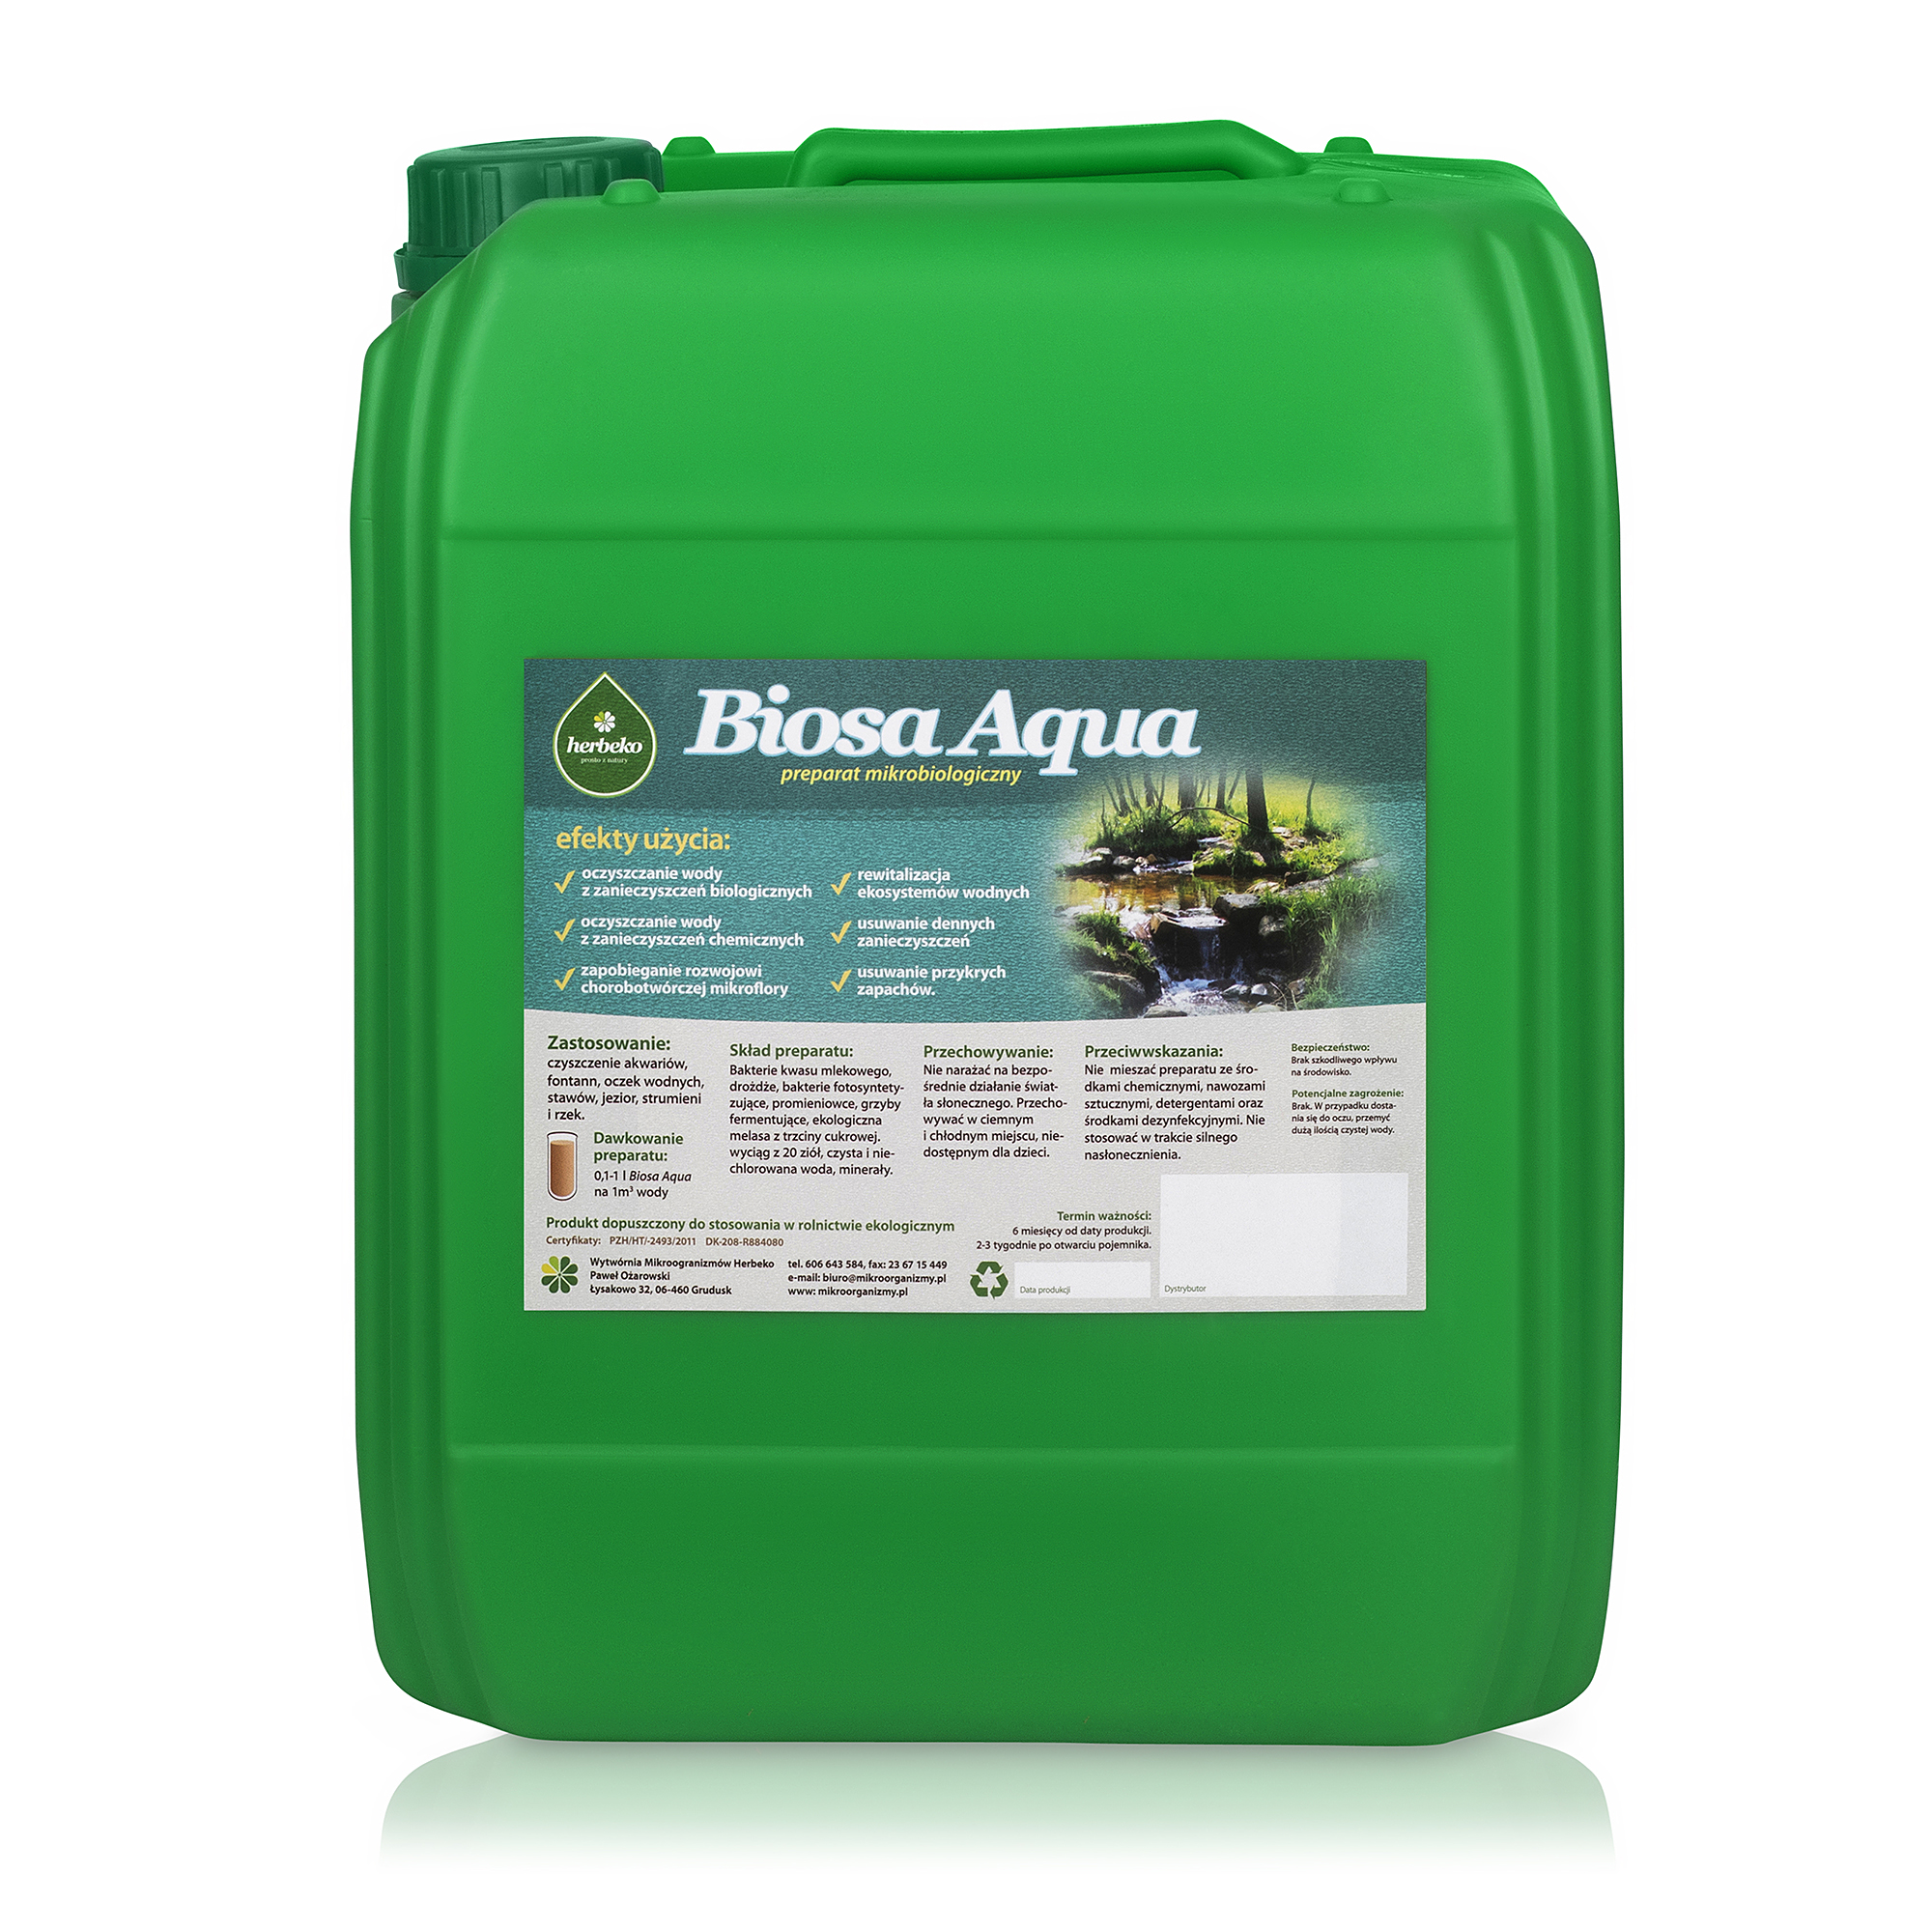 herbeko
prosto z natury
Biosa Aqua
preparat mikrobiologiczny
efekty użycia:
oczyszczanie wody
z zanieczyszczeń biologicznych
oczyszczanie wody
z zanieczyszczeń chemicznych
zapobieganie rozwojowi
chorobotwórczej mikroflory
rewitalizacja
ekosystemów wodnych
usuwanie dennych
zanieczyszczeń
usuwanie przykrych
zapachów.
Zastosowanie:
czyszczenie akwariów,
fontann, oczek wodnych,
stawów, jezior, strumieni
i rzek.
Dawkowanie
preparatu:
0,1-1 l Biosa Aqua
na 1m³ wody
Skład preparatu:
Bakterie kwasu mlekowego,
drożdże, bakterie fotosyntety-
zujące, promieniowce, grzyby
fermentujące, ekologiczna
melasa z trzciny cukrowej.
wyciąg z 20 ziół, czysta i nie-
chlorowana woda, minerały.
Przechowywanie:
Nie narażać na bezpo-
średnie działanie świat-
ła słonecznego. Przecho-
wywać w ciemnym
i chłodnym miejscu, nie-
dostępnym dla dzieci.
Przeciwwskazania:
Nie mieszać preparatu ze śro-
dkami chemicznymi, nawozami
sztucznymi, detergentami oraz
środkami dezynfekcyjnymi. Nie
stosować w trakcie silnego
nasłonecznienia.
Bezpieczeństwo:
Brak szkodliwego wpływu
na środowisko.
Potencjalne zagrożenie:
Brak. W przypadku dosta-
nia się do oczu, przemyć
dużą ilością czystej wody.
Produkt dopuszczony do stosowania w rolnictwie ekologicznym
Certyfikaty: PZH/HT/-2493/2011 DK-208-R884080
Wytwórnia Mikroogranizmów Herbeko
Paweł Ożarowski
Łysakowo 32, 06-460 Grudusk
tel. 606 643 584, fax: 23 67 15 449
e-mail: biuro@mikroorganizmy.pl
www: mikroorganizmy.pl
Termin ważności:
6 miesięcy od daty produkcji.
2-3 tygodnie po otwarciu pojemnika.
Data produkcji
Dystrybutor